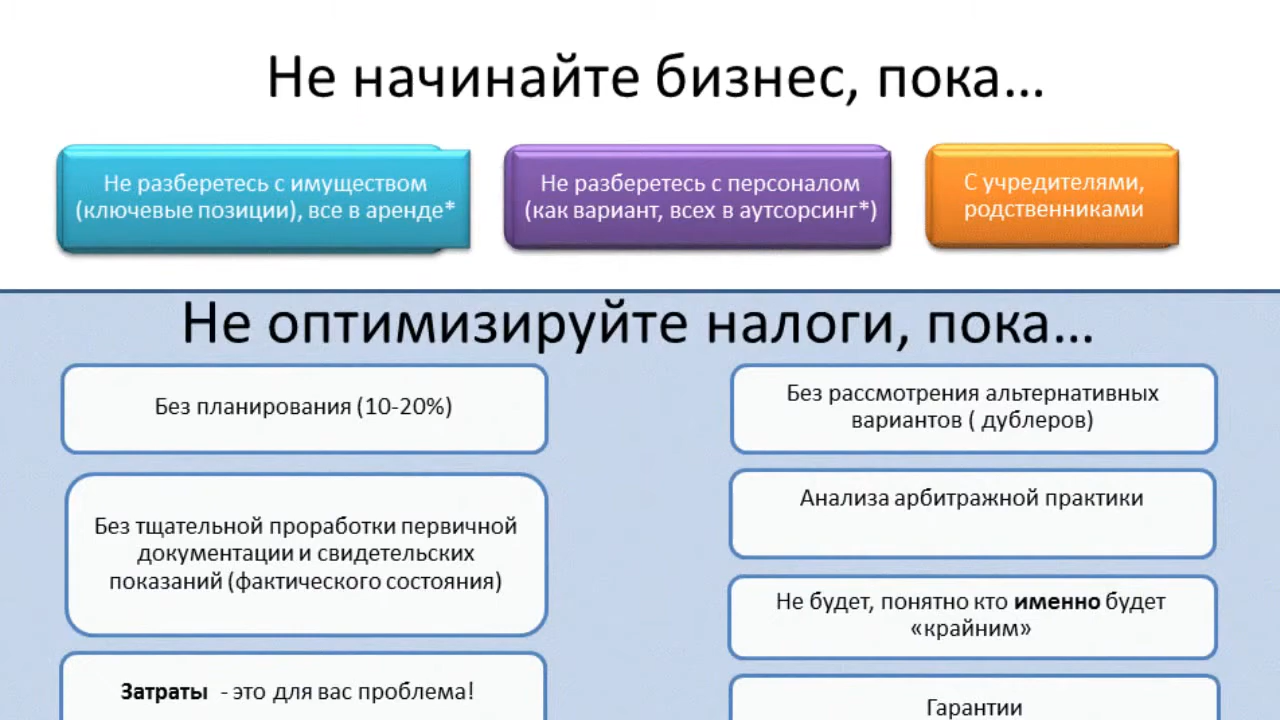 Не начинайте бизнес, пока…
Не разберетесь с имуществом
(ключевые позиции), все в аренде*
Не разберетесь с персоналом
(как вариант, всех в аутсорсинг*)
С учредителями,
родственниками
Не оптимизируйте налоги, пока…
Без планирования (10-20%)
Без тщательной проработки первичной
документации и свидетельских
показаний (фактического состояния)
Затраты - это для вас проблема!
Без рассмотрения альтернативных
вариантов ( дублеров)
Анализа арбитражной практики
Не будет, понятно кто именно будет
«крайним»
Гарантии